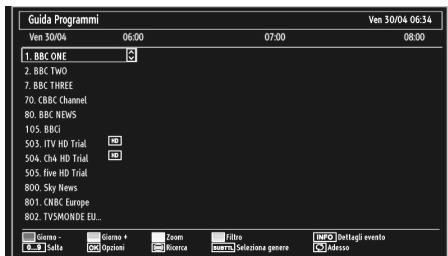 Guida Programmi Ven 30/04 06:34
Ven 30/04 06:00 07:00 08:00
1. BBC ONE
2. BBC TWO
7. BBC THREE
70. CBBC Channel
80. BBC NEWS
105. BBCi
503. ITV HD Trial HD
504. Ch4 HD Trial HD
505. five HD Trial
800. Sky News
801. CNBC Europe
802. TV5MONDE EU...
Giorno - Giorno + Zoom Filtro INFO Dettagli evento
0...9 Salta OK Opzioni Ricerca SUBTTL Seleziona genere Adesso